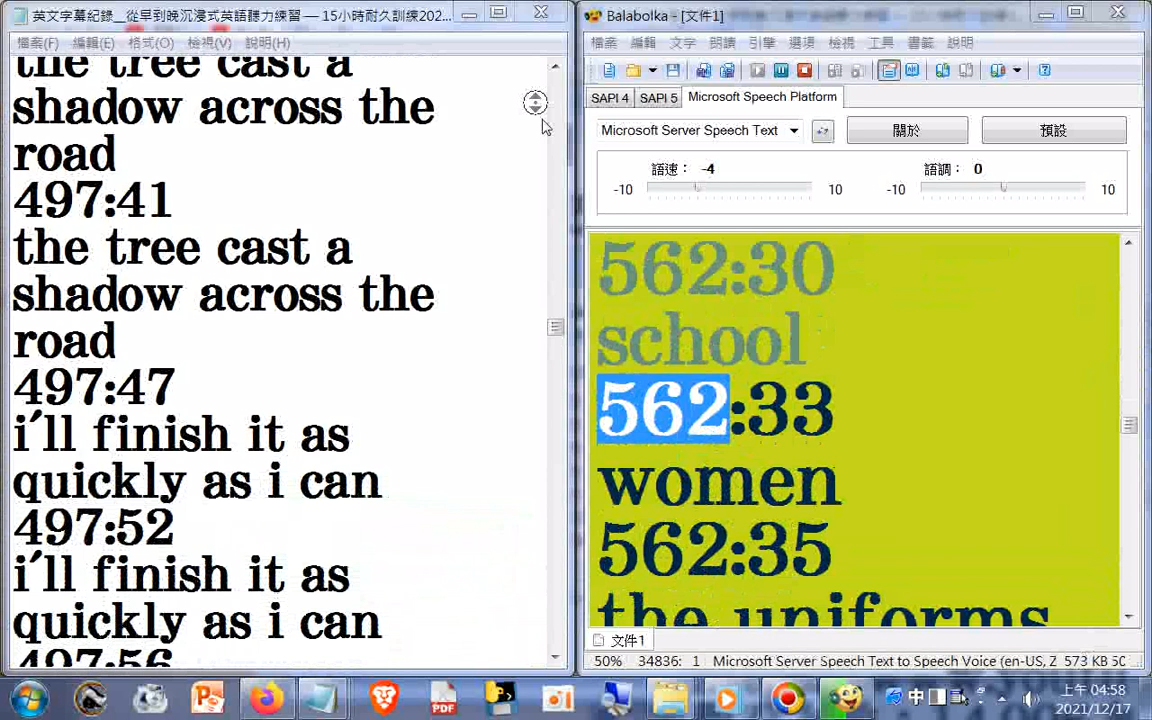 英文字幕紀錄__從早到晚沉浸式英語聽力練習 — 15小時耐久訓練202...
檔案(F) 編輯(E) 格式(O) 檢視(V) 說明(H)
the tree cast a
shadow across the
road
497:41
the tree cast a
shadow across the
road
497:47
i'll finish it as
quickly as i can
497:52
i'll finish it as
quickly as i can
497:56
Balabolka - [文件1]
檔案 編輯 文字 朗讀 引擎 選項 檢視 工具 書籤 說明
SAPI 4 SAPI 5 Microsoft Speech Platform
Microsoft Server Speech Text 關於 預設
語速： -4 語調： 0
-10 10 -10 10
562:30
school
562:33
women
562:35
the uniforms
文件1
50% 34836: 1 Microsoft Server Speech Text to Speech Voice (en-US, Z 573 KB
中
上午 04:58
2021/12/17